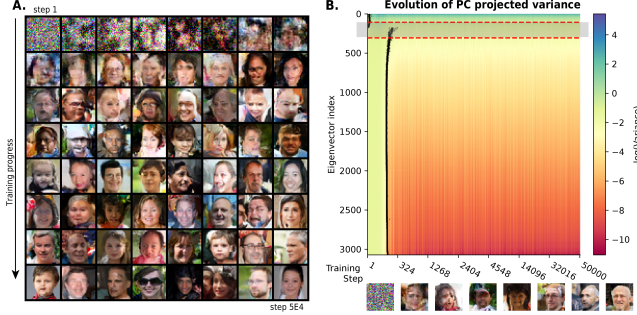 A.
step 1
Training progress
step 5E4
B.
Evolution of PC projected variance
0
500
1000
1500
2000
2500
3000
Eigenvector index
4
2
0
−2
−4
−6
−8
−10
Training
Step
1
324
1268
2404
4548
14096
32016
50000